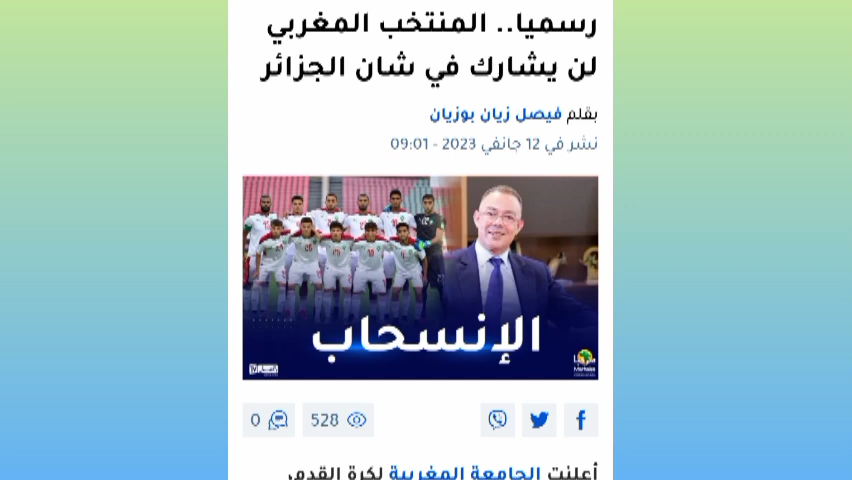 رسميا.. المنتخب المغربي
لن يشارك في شان الجزائر
بقلم فيصل زيان بوزيان
نشر في 12 جانفي 2023 - 09:01
الإنسحاب
528
0
أعلنت الجامعة المغربية لكرة القدم،